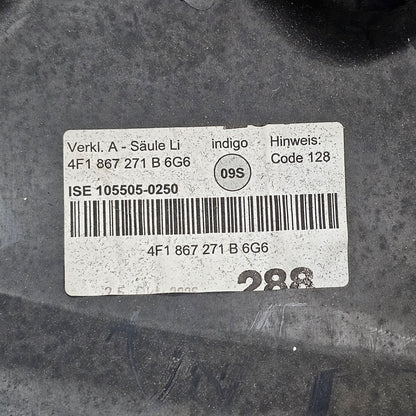 Verkl. A - Säule Li indigo Hinweis:
4F1 867 271 B 6G6 09S Code 128
ISE 105505-0250
4F1 867 271 B 6G6
288